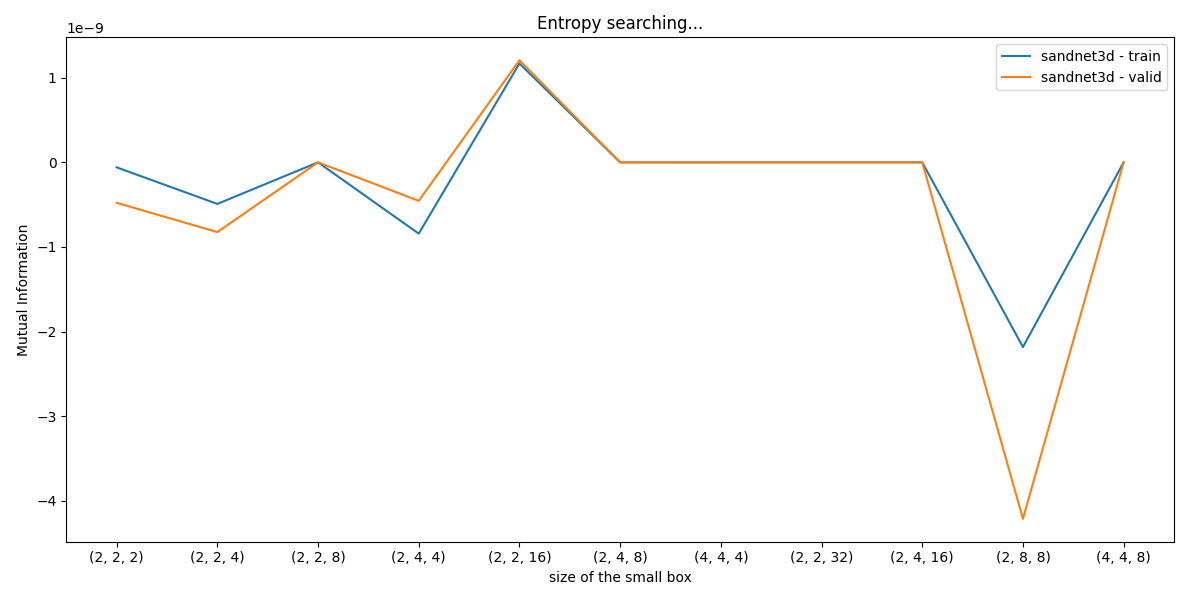 Entropy searching...
1e−9
sandnet3d - train
sandnet3d - valid
1
0
−1
−2
−3
−4
Mutual Information
(2, 2, 2) (2, 2, 4) (2, 2, 8) (2, 4, 4) (2, 2, 16) (2, 4, 8) (4, 4, 4) (2, 2, 32) (2, 4, 16) (2, 8, 8) (4, 4, 8)
size of the small box